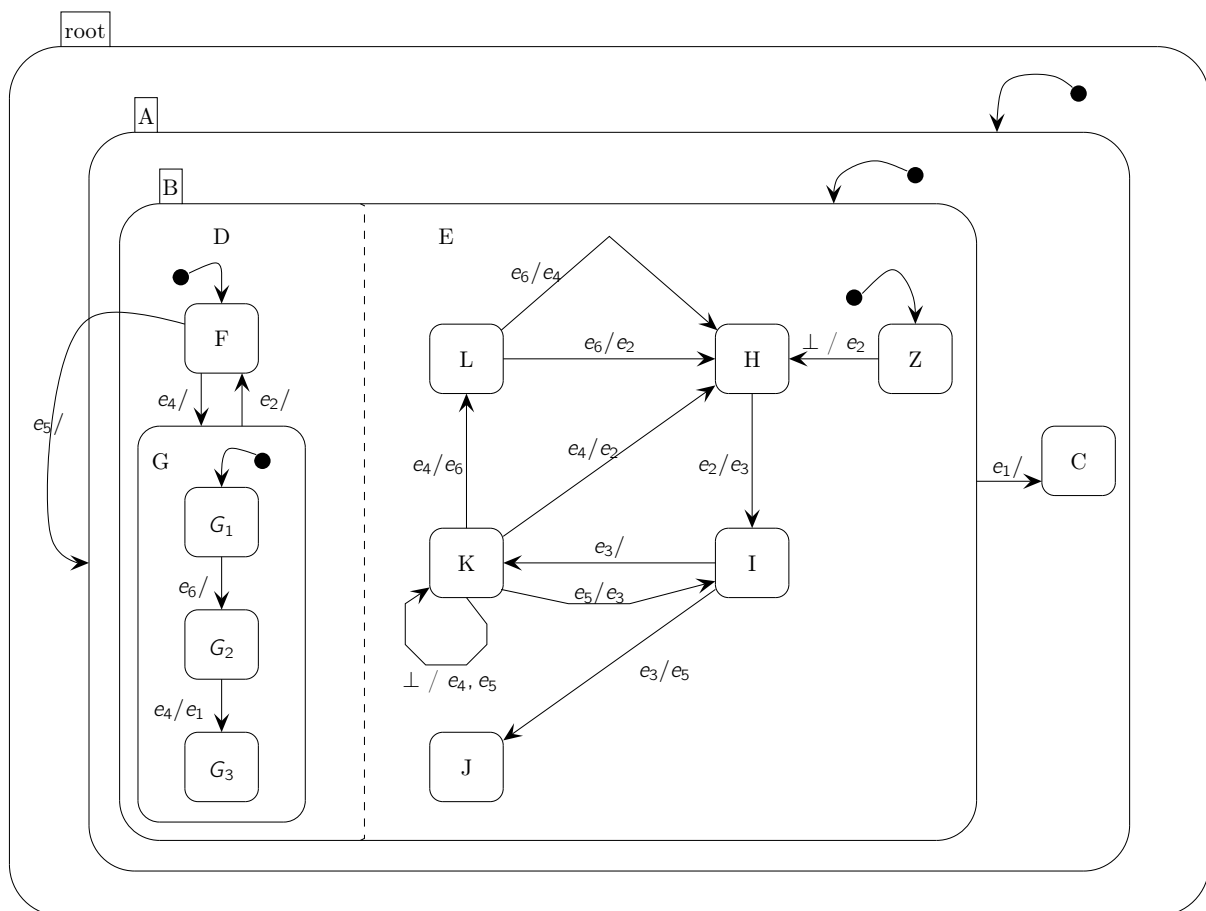 root
A
B
D
E
e6/e4
F
L
e6/e2
H
⊥ / e2
Z
e4/
e2/
e5/
G
e4/e6
e4/e2
e2/e3
e1/
C
G1
K
e3/
I
e5/e3
e6/
G2
e3/e5
⊥ / e4, e5
e4/e1
G3
J